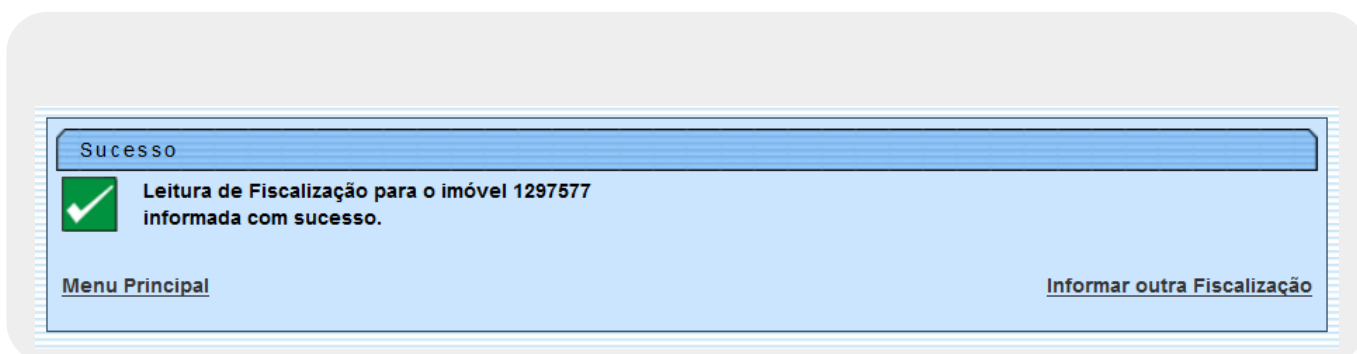 Sucesso
Leitura de Fiscalização para o imóvel 1297577
informada com sucesso.
Menu Principal
Informar outra Fiscalização